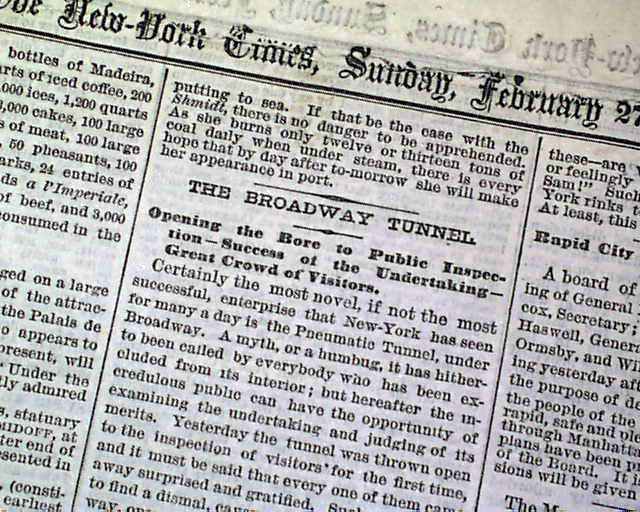 The New-York Times, Sunday, February 27
bottles of Madeira,
arts of iced coffee, 200
,000 ices, 1,200 quarts
,000 cakes, 100 large
s of meat, 100 large
, 60 pheasants, 100
arks, 24 entries of
ds a l'Imperiale,
of beef, and 3,000
consumed in the
ged on a large
of the attrac-
the Palais de
o appears to
present, will
Under the
tly admired
s, statuary
MIDOFF, at
ter end of
esented in
(consti-
earliest
putting to sea. If that be the case with the
Shmidt, there is no danger to be apprehended.
As she burns only twelve or thirteen tons of
coal daily when under steam, there is every
hope that by day after to-morrow she will make
her appearance in port.
THE BROADWAY TUNNEL
Opening the Bore to Public Inspec-
tion—Success of the Undertaking—
Great Crowd of Visitors.
Certainly the most novel, if not the most
successful, enterprise that New-York has seen
for many a day is the Pneumatic Tunnel, under
Broadway. A myth, or a humbug, it has hither-
to been called by everybody who has been ex-
cluded from its interior; but hereafter the in-
credulous public can have the opportunity of
examining the undertaking and judging of its
merits. Yesterday the tunnel was thrown open
to the inspection of visitors for the first time,
and it must be said that every one of them came
away surprised and gratified. Such
to find a dismal,
way,
these—are
or feelingly
Sam!" Such
York rinks
At least, this
Rapid City
A board of
ing of General
cox, Secretary;
Haswell, General
Ormsby, and Wil
ing yesterday af
the purpose of de
the people of the
rapid, safe and pl
through Manhatta
plans have been p
of the Board. It i
sions will be given
The M